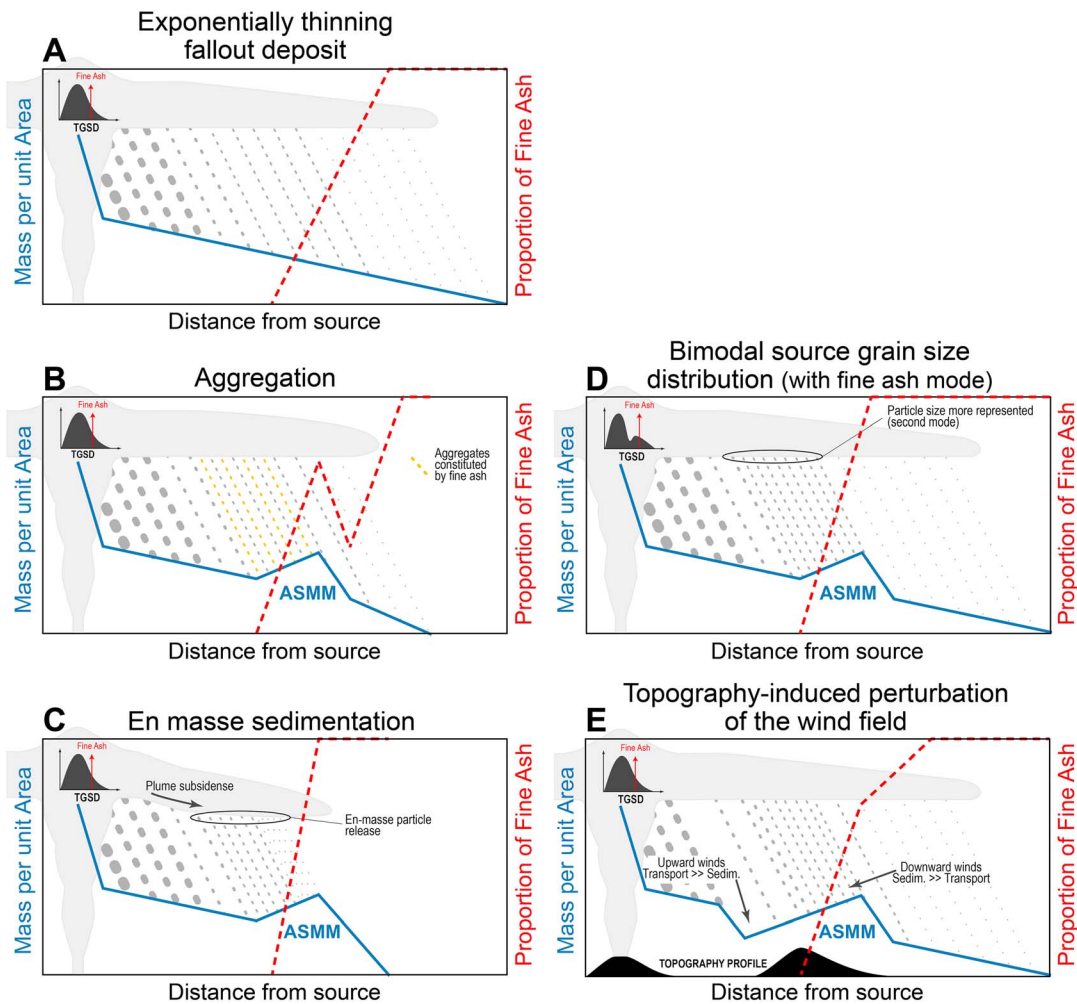 A
Exponentially thinning
fallout deposit
Fine Ash
TGSD
Mass per unit Area
Proportion of Fine Ash
Distance from source
B
Aggregation
Fine Ash
TGSD
Aggregates
constituted
by fine ash
ASMM
Mass per unit Area
Proportion of Fine Ash
Distance from source
D
Bimodal source grain size
distribution (with fine ash mode)
Fine Ash
TGSD
Particle size more represented
(second mode)
ASMM
Mass per unit Area
Proportion of Fine Ash
Distance from source
C
En masse sedimentation
Fine Ash
TGSD
Plume subsidense
En-masse particle
release
ASMM
Mass per unit Area
Proportion of Fine Ash
Distance from source
E
Topography-induced perturbation
of the wind field
Fine Ash
TGSD
Upward winds
Transport >> Sedim.
Downward winds
Sedim. >> Transport
ASMM
TOPOGRAPHY PROFILE
Mass per unit Area
Proportion of Fine Ash
Distance from source